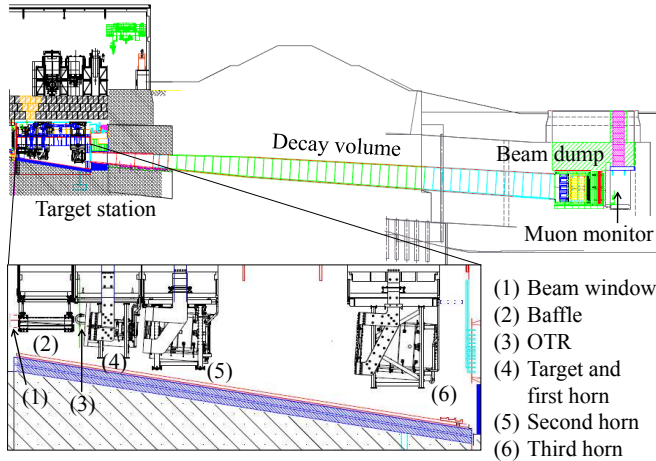 Decay volume
Beam dump
Target station
Muon monitor
(1) Beam window
(2) Baffle
(3) OTR
(4) Target and
first horn
(5) Second horn
(6) Third horn
(2)
(4)
(5)
(6)
(1)
(3)